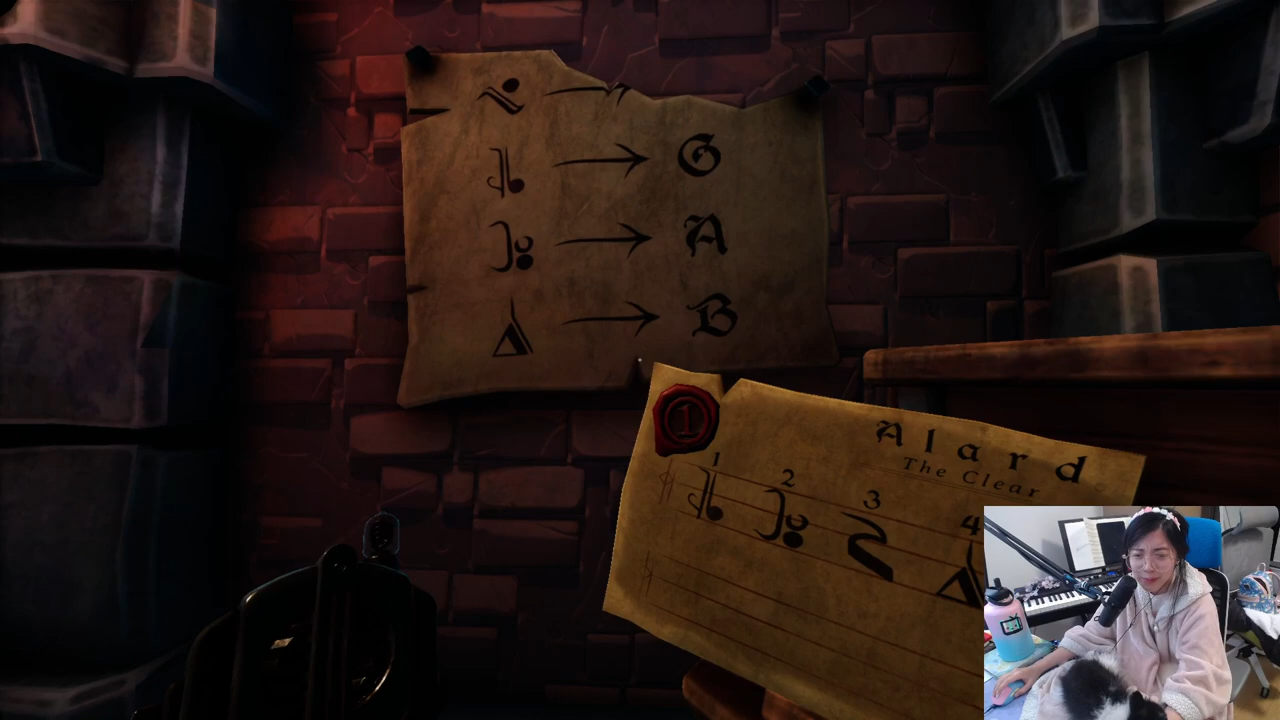 →
→ G
→ A
→ B
1
Alard
The Clear
1 2 3 4